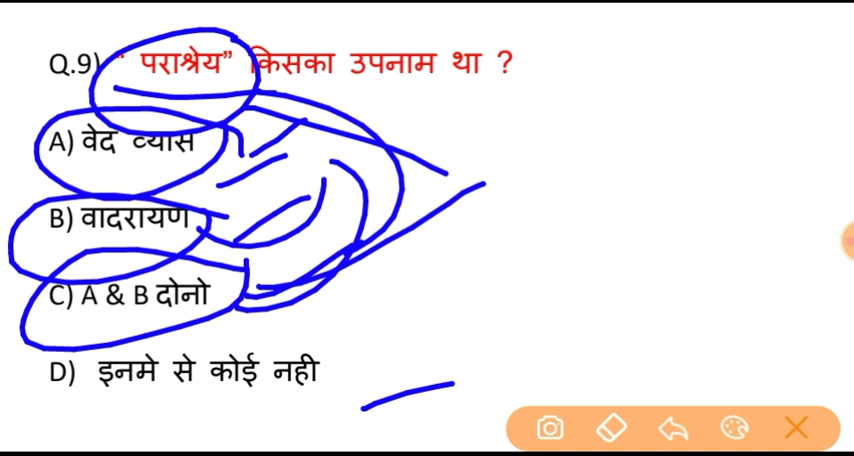 Q.9) " पराश्रेय" किसका उपनाम था ?
A) वेद व्यास
B) वादरायण
C) A & B दोनो
D) इनमे से कोई नही